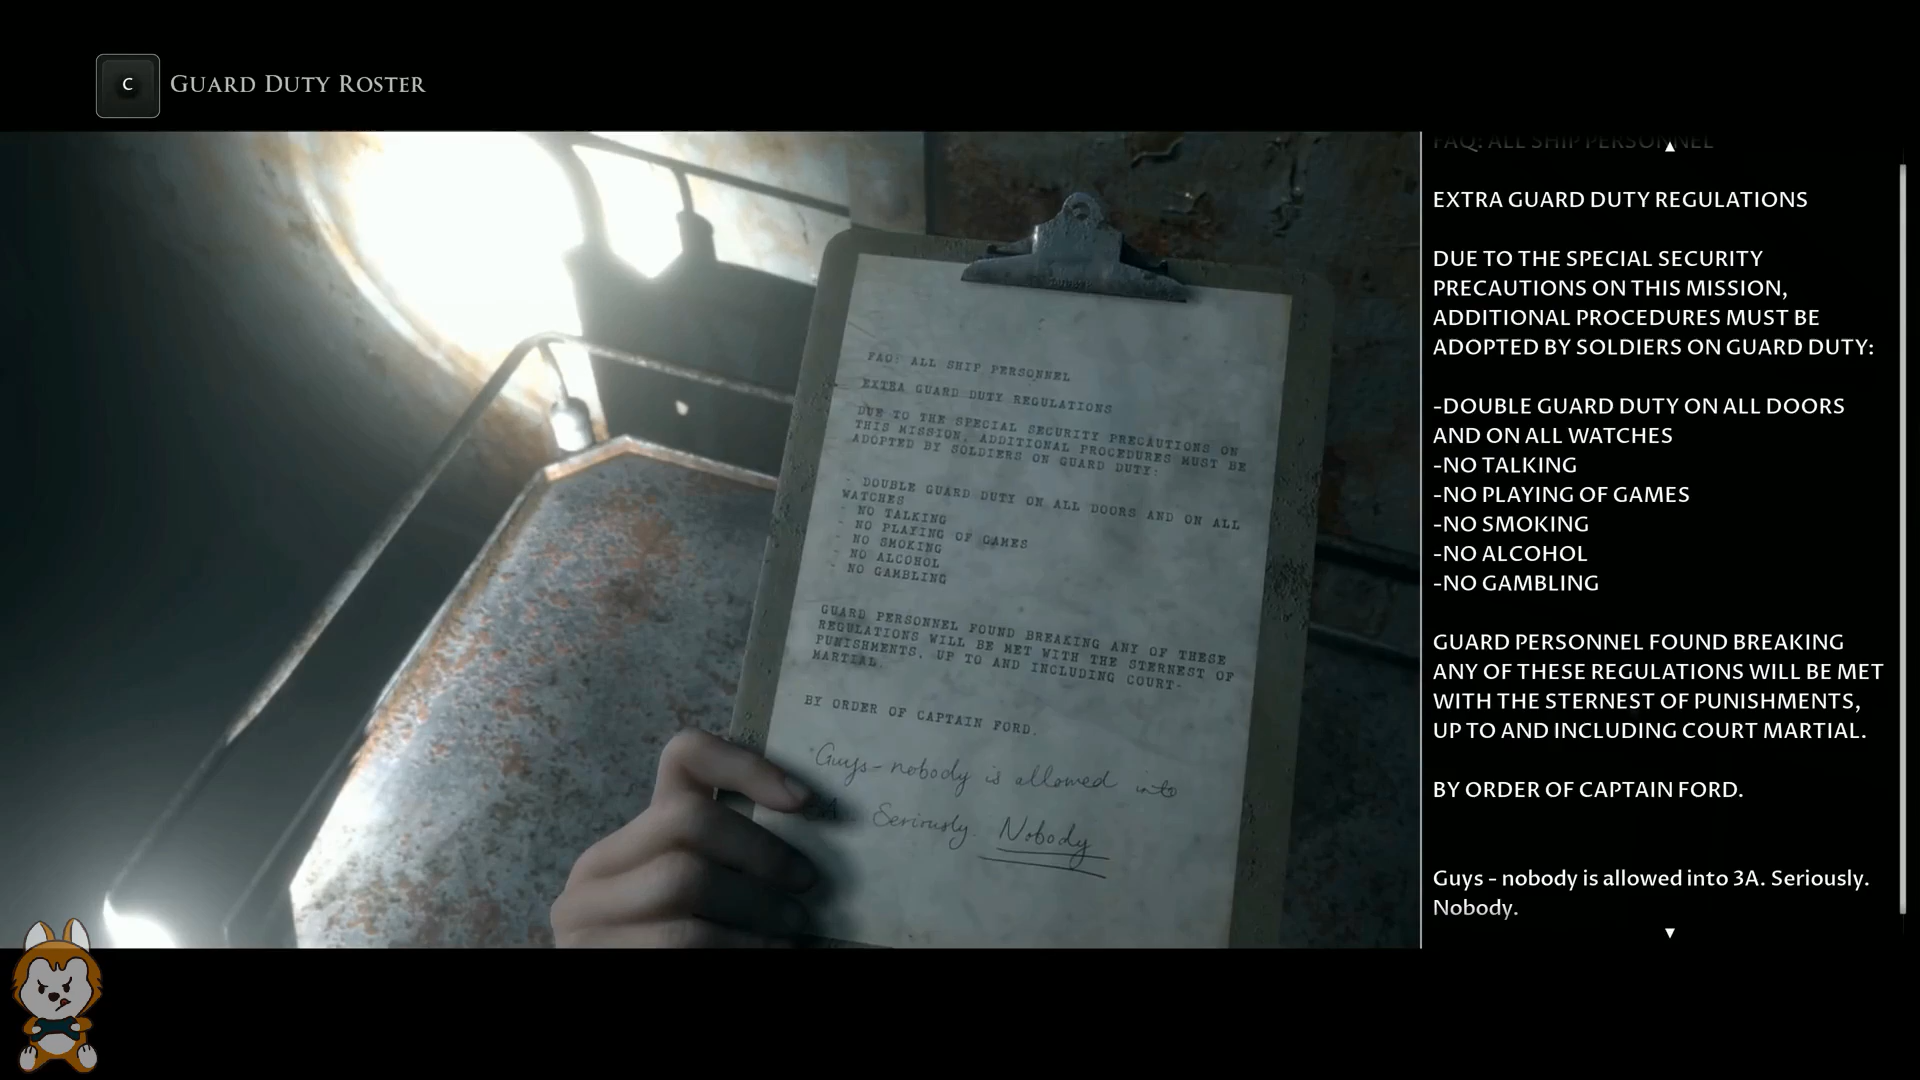 C
GUARD DUTY ROSTER
FAQ: ALL SHIP PERSONNEL
EXTRA GUARD DUTY REGULATIONS
DUE TO THE SPECIAL SECURITY PRECAUTIONS ON
THIS MISSION, ADDITIONAL PROCEDURES MUST BE
ADOPTED BY SOLDIERS ON GUARD DUTY:
- DOUBLE GUARD DUTY ON ALL DOORS AND ON ALL
WATCHES
- NO TALKING
- NO PLAYING OF GAMES
- NO SMOKING
- NO ALCOHOL
- NO GAMBLING
GUARD PERSONNEL FOUND BREAKING ANY OF THESE
REGULATIONS WILL BE MET WITH THE STERNEST OF
PUNISHMENTS, UP TO AND INCLUDING COURT-
MARTIAL.
BY ORDER OF CAPTAIN FORD.
Guys - nobody is allowed into
Seriously. Nobody
FAQ: ALL SHIP PERSONNEL
EXTRA GUARD DUTY REGULATIONS
DUE TO THE SPECIAL SECURITY
PRECAUTIONS ON THIS MISSION,
ADDITIONAL PROCEDURES MUST BE
ADOPTED BY SOLDIERS ON GUARD DUTY:
-DOUBLE GUARD DUTY ON ALL DOORS
AND ON ALL WATCHES
-NO TALKING
-NO PLAYING OF GAMES
-NO SMOKING
-NO ALCOHOL
-NO GAMBLING
GUARD PERSONNEL FOUND BREAKING
ANY OF THESE REGULATIONS WILL BE MET
WITH THE STERNEST OF PUNISHMENTS,
UP TO AND INCLUDING COURT MARTIAL.
BY ORDER OF CAPTAIN FORD.
Guys - nobody is allowed into 3A. Seriously.
Nobody.